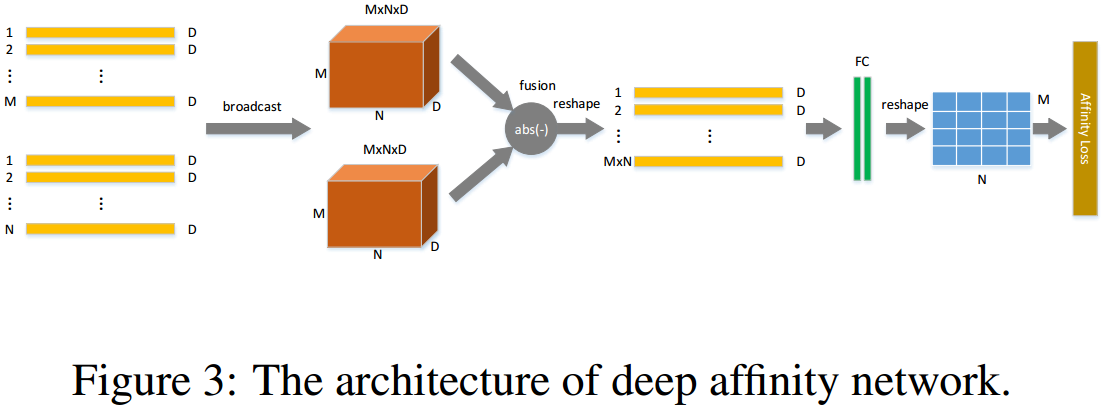 1 D
2 D
⋮ ⋮
M D
1 D
2 D
⋮ ⋮
N D
broadcast
MxNxD
M
N
D
MxNxD
M
N
D
fusion
abs(-)
reshape
1 D
2 D
⋮ ⋮
MxN D
FC
reshape
M
N
Affinity Loss
Figure 3: The architecture of deep affinity network.